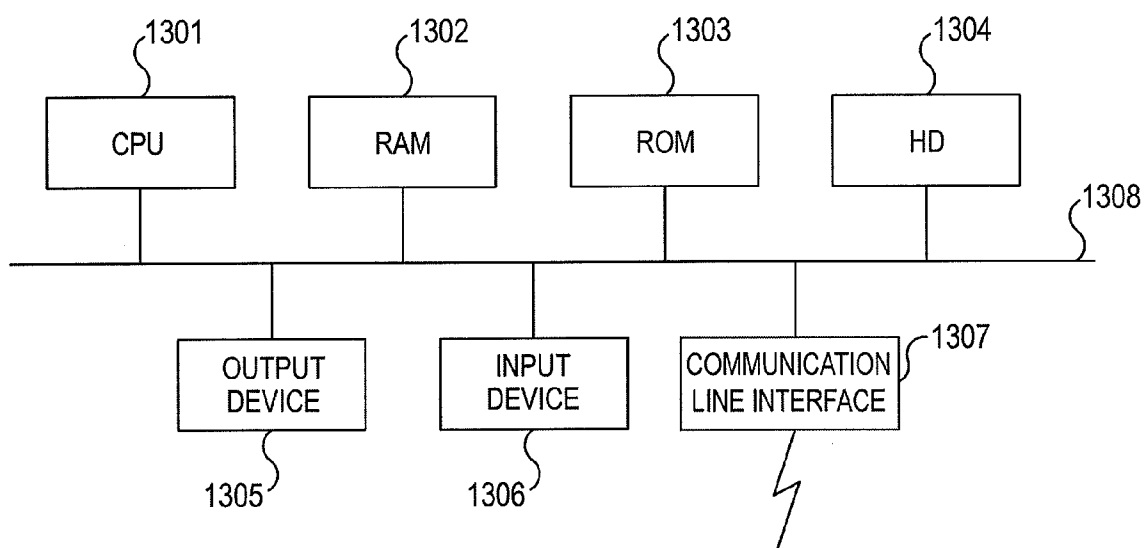 1301
1302
1303
1304
CPU
RAM
ROM
HD
1308
OUTPUT
DEVICE
INPUT
DEVICE
COMMUNICATION
LINE INTERFACE
1307
1305
1306